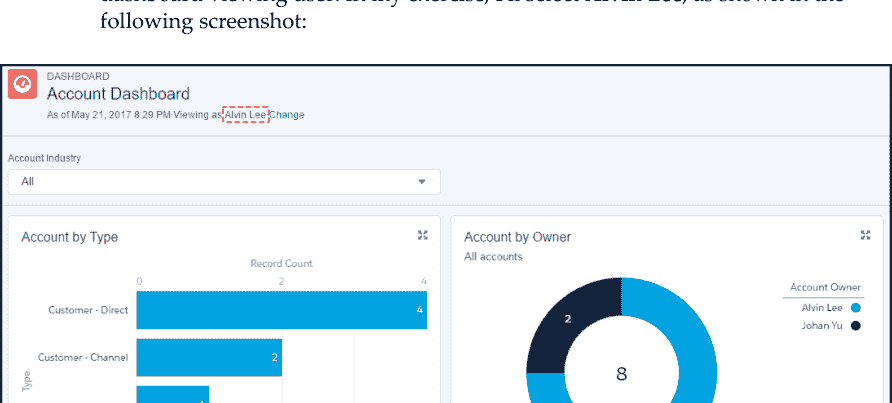 following screenshot:
DASHBOARD
Account Dashboard
As of May 21, 2017 8:29 PM·Viewing as Alvin Lee Change
Account Industry
All
Account by Type
Record Count
0 2 4
Customer - Direct 4
Customer - Channel 2
Type
Account by Owner
All accounts
Account Owner
Alvin Lee
Johan Yu
2
8